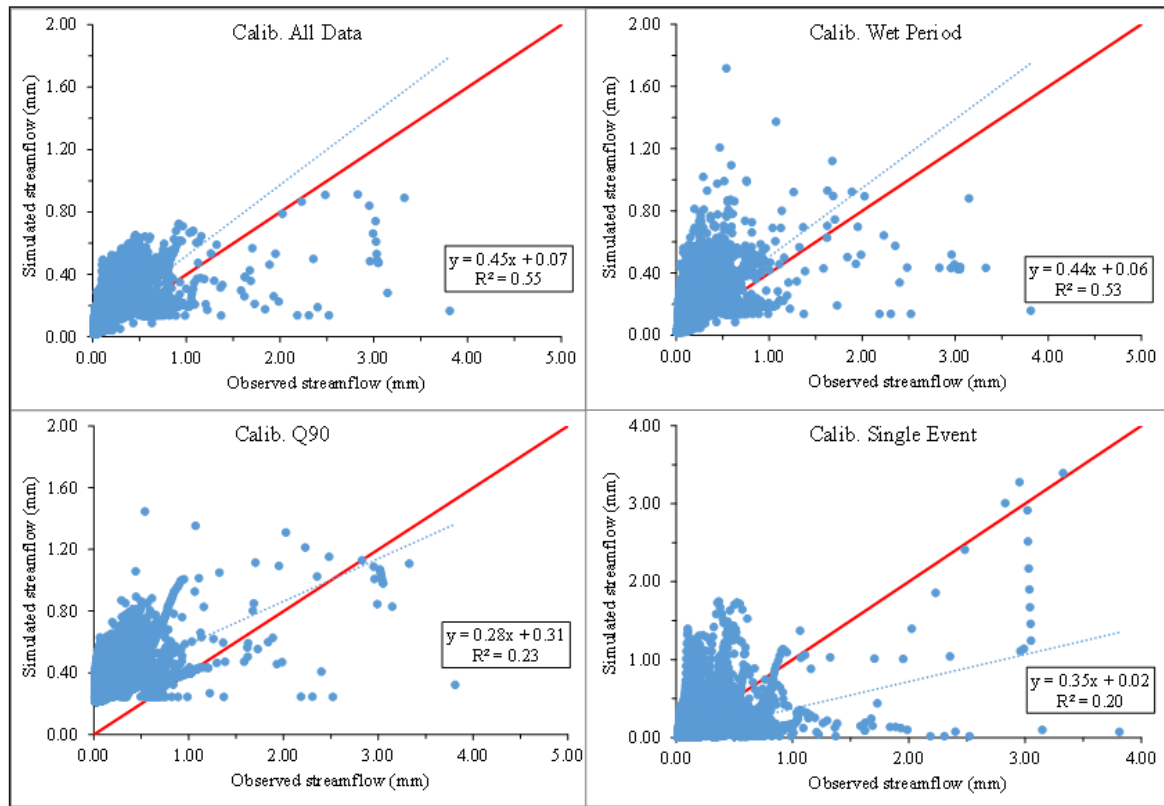 Calib. All Data
2.00
1.60
1.20
0.80
0.40
0.00
Simulated streamflow (mm)
y = 0.45x + 0.07
R² = 0.55
0.00 1.00 2.00 3.00 4.00 5.00
Observed streamflow (mm)
Calib. Wet Period
2.00
1.60
1.20
0.80
0.40
0.00
Simulated streamflow (mm)
y = 0.44x + 0.06
R² = 0.53
0.00 1.00 2.00 3.00 4.00 5.00
Observed streamflow (mm)
Calib. Q90
2.00
1.60
1.20
0.80
0.40
0.00
Simulated streamflow (mm)
y = 0.28x + 0.31
R² = 0.23
0.00 1.00 2.00 3.00 4.00 5.00
Observed streamflow (mm)
Calib. Single Event
4.00
3.00
2.00
1.00
0.00
Simulated streamflow (mm)
y = 0.35x + 0.02
R² = 0.20
0.00 1.00 2.00 3.00 4.00
Observed streamflow (mm)